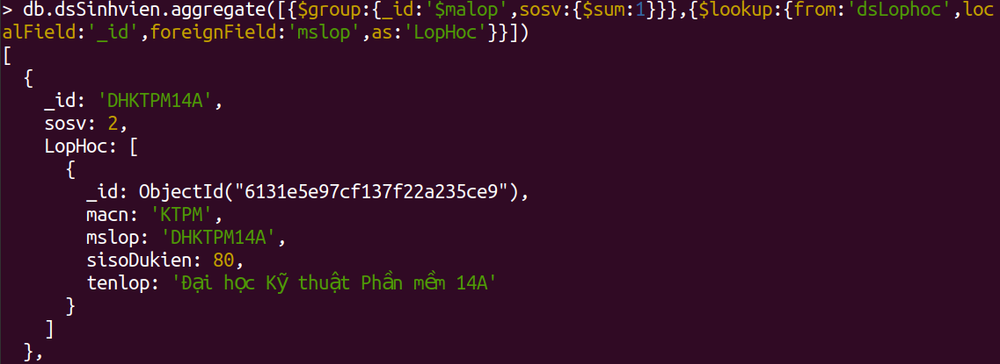 > db.dsSinhvien.aggregate([{$group:{_id:'$malop',sosv:{$sum:1}}},{$lookup:{from:'dsLophoc',loc
alField:'_id',foreignField:'mslop',as:'LopHoc'}}])
[
  {
    _id: 'DHKTPM14A',
    sosv: 2,
    LopHoc: [
      {
        _id: ObjectId("6131e5e97cf137f22a235ce9"),
        macn: 'KTPM',
        mslop: 'DHKTPM14A',
        sisoDukien: 80,
        tenlop: 'Đại học Kỹ thuật Phần mềm 14A'
      }
    ]
  },